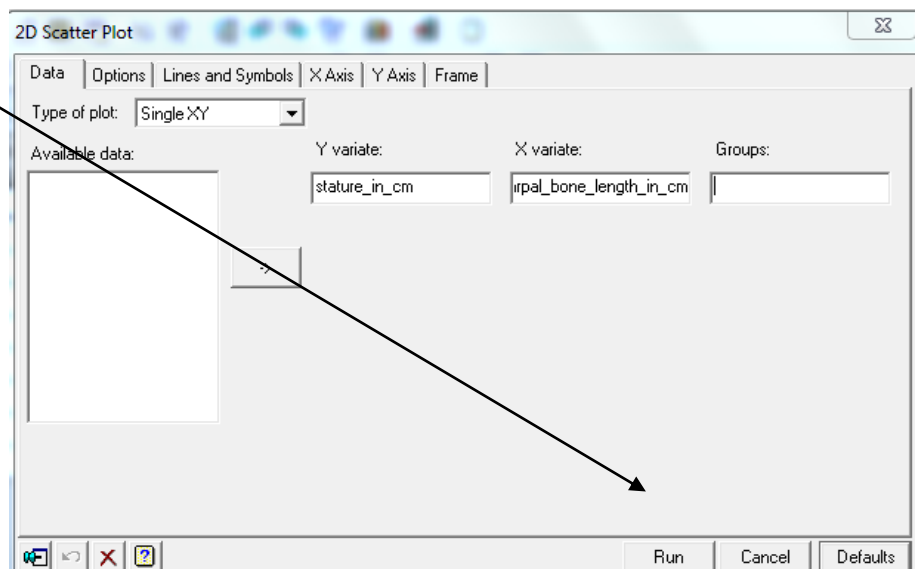 2D Scatter Plot
Data Options Lines and Symbols X Axis Y Axis Frame
Type of plot: Single XY
Available data: Y variate: X variate: Groups:
stature_in_cm rpal_bone_length_in_cm
->
Run Cancel Defaults